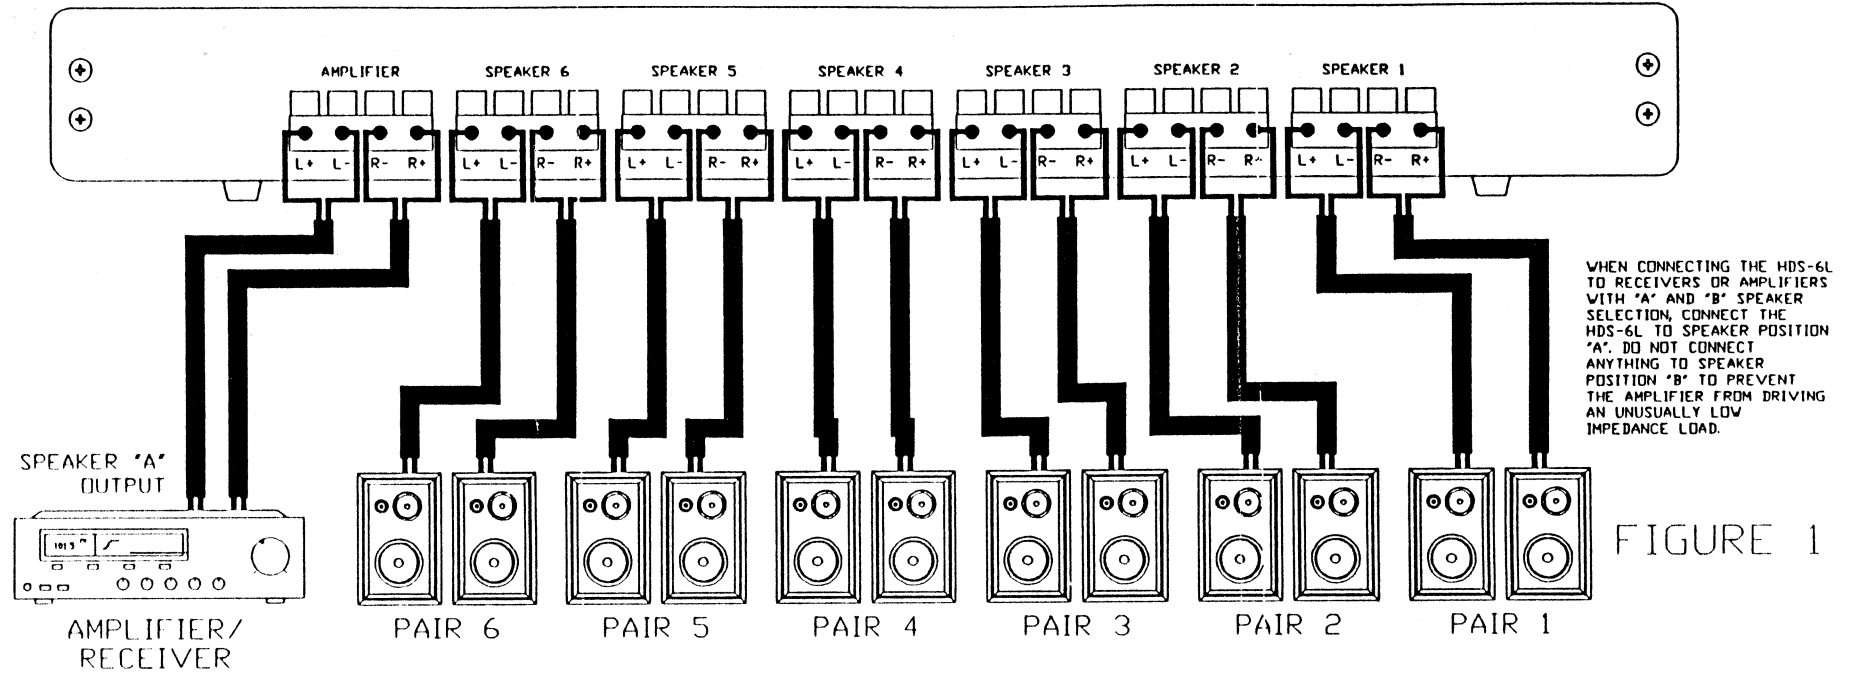 AMPLIFIER SPEAKER 6 SPEAKER 5 SPEAKER 4 SPEAKER 3 SPEAKER 2 SPEAKER 1
L+ L- R- R+ L+ L- R- R+ L+ L- R- R+ L+ L- R- R+ L+ L- R- R+ L+ L- R- R+ L+ L- R- R+
WHEN CONNECTING THE HDS-6L
TO RECEIVERS OR AMPLIFIERS
WITH "A" AND "B" SPEAKER
SELECTION, CONNECT THE
HDS-6L TO SPEAKER POSITION
"A". DO NOT CONNECT
ANYTHING TO SPEAKER
POSITION "B" TO PREVENT
THE AMPLIFIER FROM DRIVING
AN UNUSUALLY LOW
IMPEDANCE LOAD.
SPEAKER "A"
OUTPUT
FIGURE 1
AMPLIFIER/
RECEIVER
PAIR 6 PAIR 5 PAIR 4 PAIR 3 PAIR 2 PAIR 1